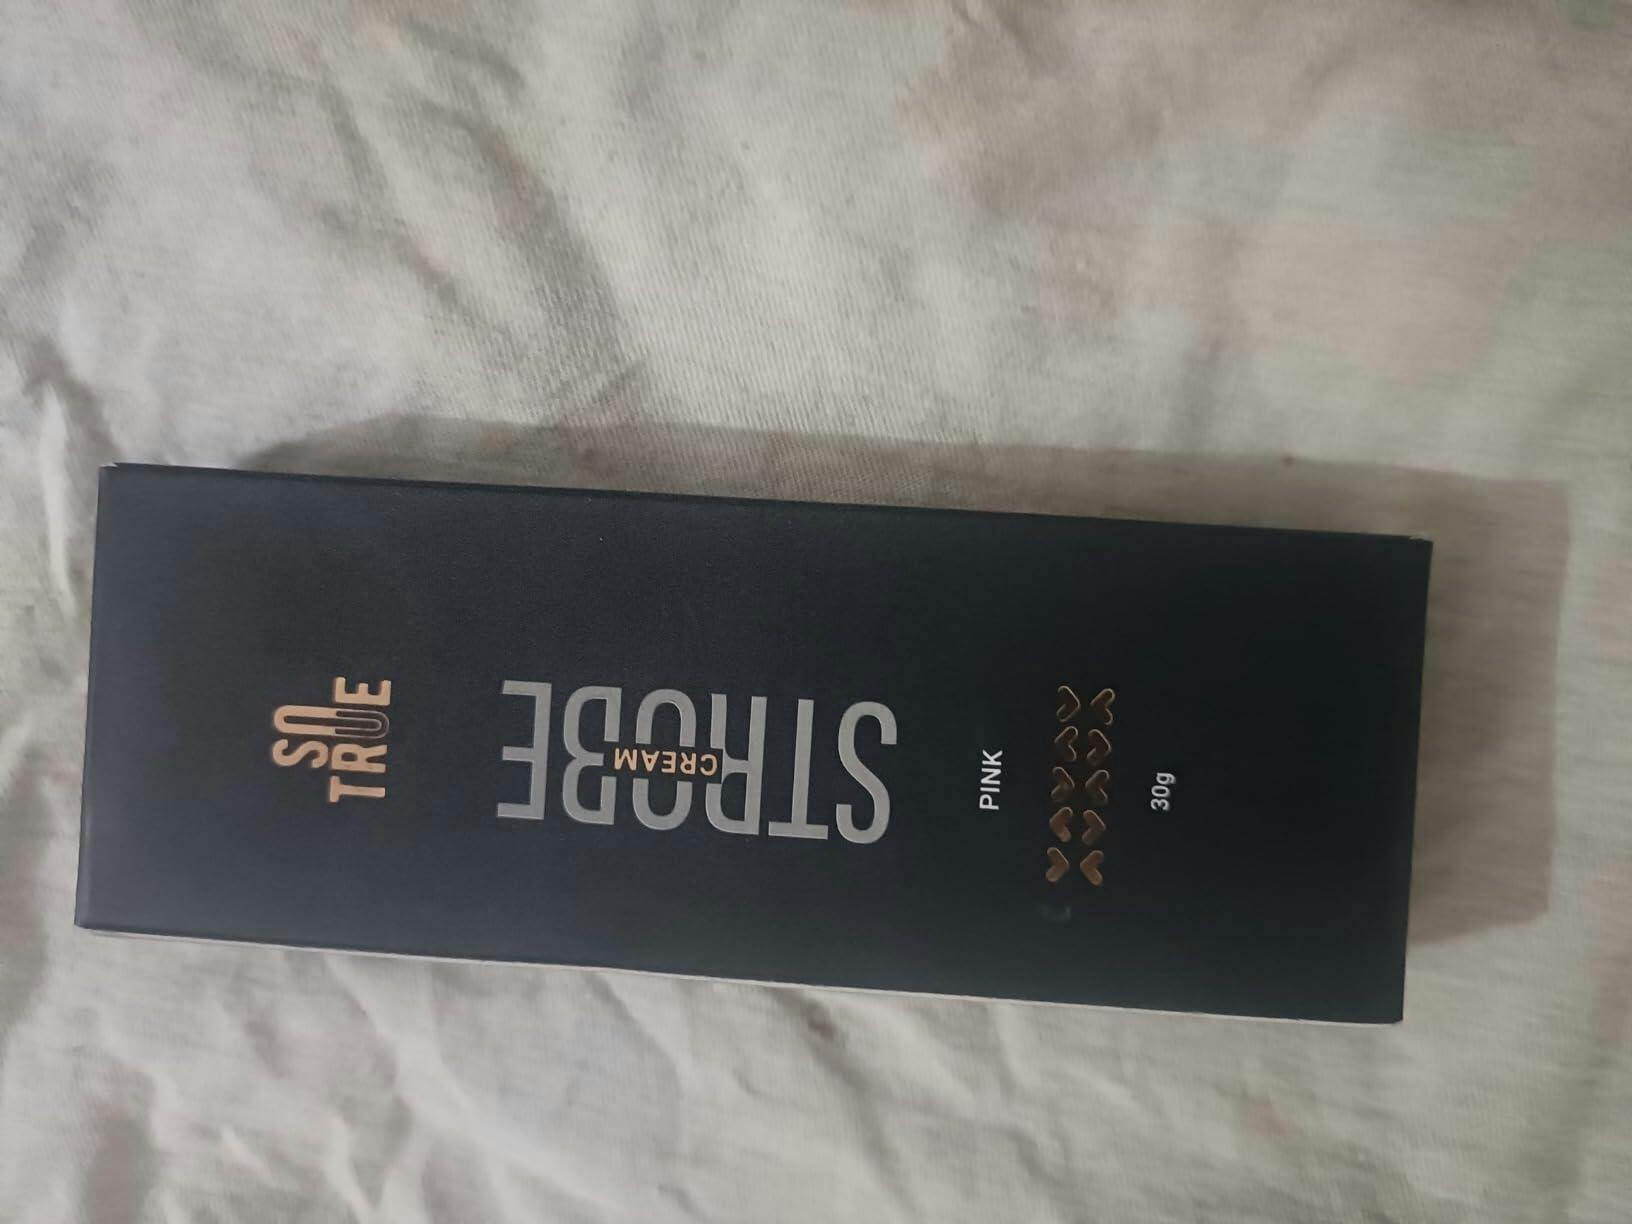 SO
TRUE
STROBE
CREAM
PINK
30g